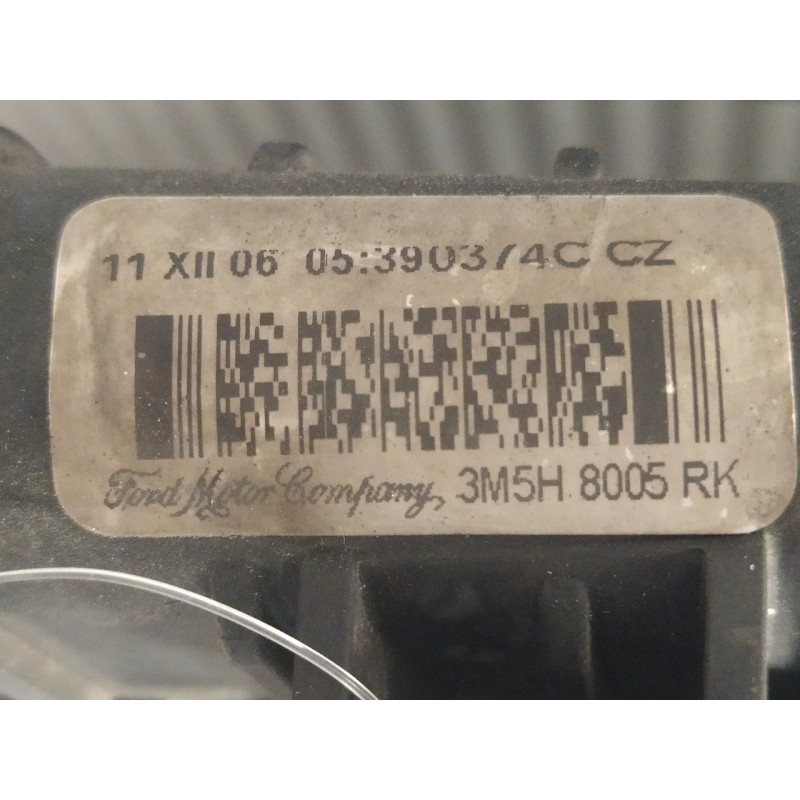 11 XII 06 05:390374C CZ
Ford Motor Company, 3M5H 8005 RK